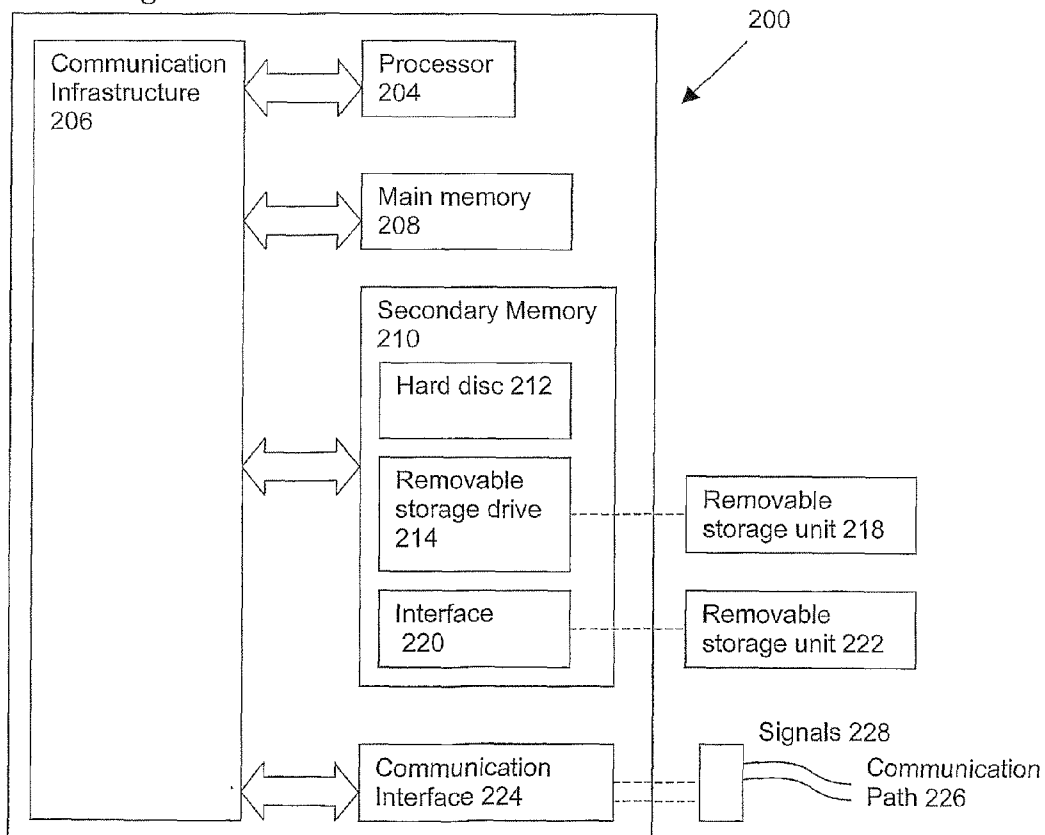 200
Communication
Infrastructure
206
Processor
204
Main memory
208
Secondary Memory
210
Hard disc 212
Removable
storage drive
214
Removable
storage unit 218
Interface
220
Removable
storage unit 222
Communication
Interface 224
Signals 228
Communication
Path 226